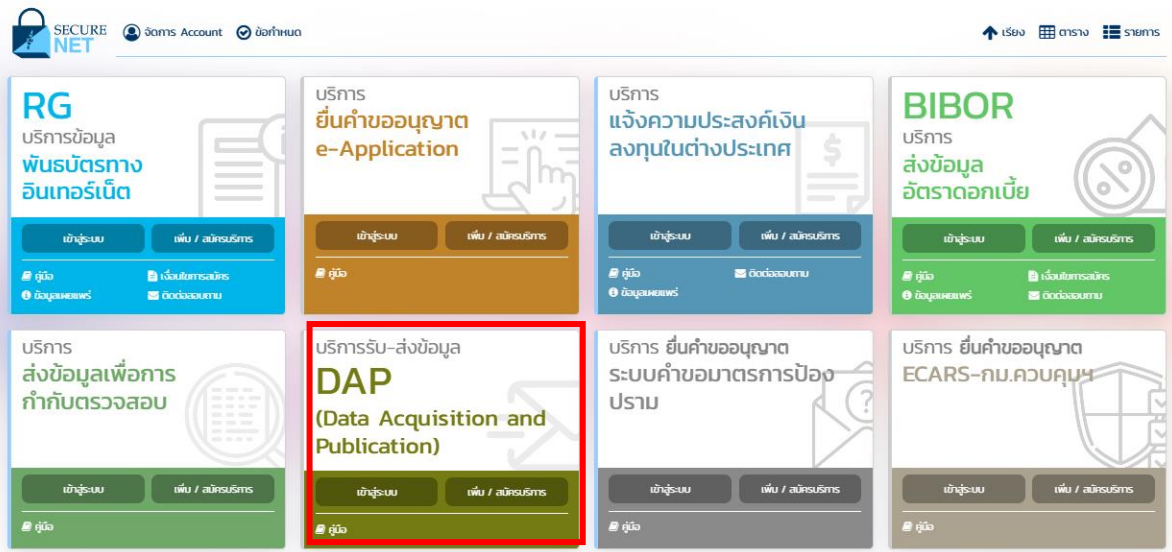 SECURE
NET
จัดการ Account
ข้อกำหนด
เรียง
ตาราง
รายการ
RG
บริการข้อมูล
พันธบัตรทาง
อินเทอร์เน็ต
เข้าสู่ระบบ
เพิ่ม / สมัครบริการ
คู่มือ
เงื่อนไขการสมัคร
ข้อมูลเผยแพร่
ติดต่อสอบถาม
บริการ
ยื่นคำขออนุญาต
e-Application
เข้าสู่ระบบ
เพิ่ม / สมัครบริการ
คู่มือ
บริการ
แจ้งความประสงค์เงิน
ลงทุนในต่างประเทศ
เข้าสู่ระบบ
เพิ่ม / สมัครบริการ
คู่มือ
ติดต่อสอบถาม
ข้อมูลเผยแพร่
BIBOR
บริการ
ส่งข้อมูล
อัตราดอกเบี้ย
เข้าสู่ระบบ
เพิ่ม / สมัครบริการ
คู่มือ
เงื่อนไขการสมัคร
ข้อมูลเผยแพร่
ติดต่อสอบถาม
บริการ
ส่งข้อมูลเพื่อการ
กำกับตรวจสอบ
เข้าสู่ระบบ
เพิ่ม / สมัครบริการ
คู่มือ
บริการรับ-ส่งข้อมูล
DAP
(Data Acquisition and
Publication)
เข้าสู่ระบบ
เพิ่ม / สมัครบริการ
คู่มือ
บริการ ยื่นคำขออนุญาต
ระบบคำขอมาตรการป้อง
ปราม
เข้าสู่ระบบ
เพิ่ม / สมัครบริการ
คู่มือ
บริการ ยื่นคำขออนุญาต
ECARS-กม.ควบคุมฯ
เข้าสู่ระบบ
เพิ่ม / สมัครบริการ
คู่มือ